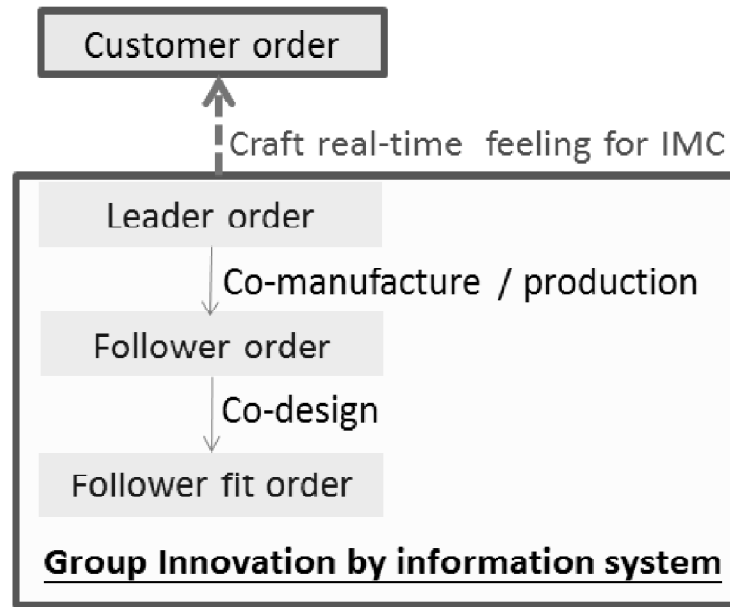 Customer order
Craft real-time feeling for IMC
Leader order
Co-manufacture / production
Follower order
Co-design
Follower fit order
Group Innovation by information system